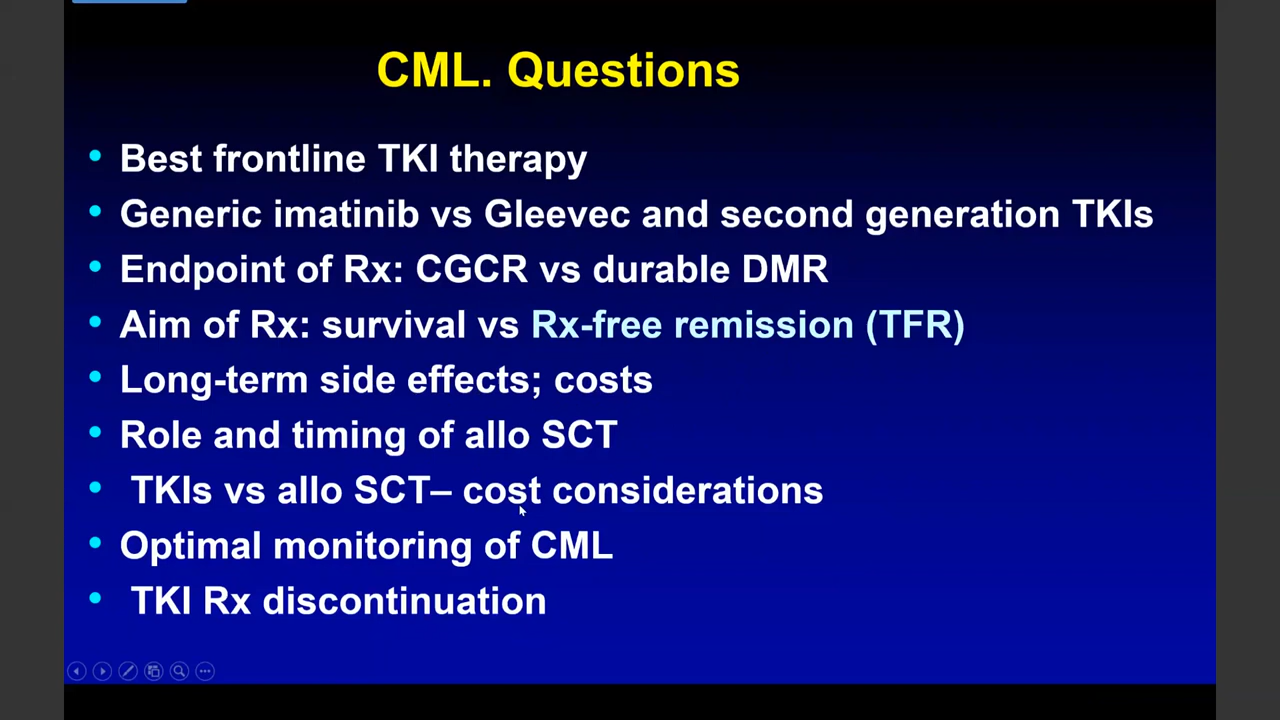 CML. Questions
• Best frontline TKI therapy
• Generic imatinib vs Gleevec and second generation TKIs
• Endpoint of Rx: CGCR vs durable DMR
• Aim of Rx: survival vs Rx-free remission (TFR)
• Long-term side effects; costs
• Role and timing of allo SCT
• TKIs vs allo SCT– cost considerations
• Optimal monitoring of CML
• TKI Rx discontinuation